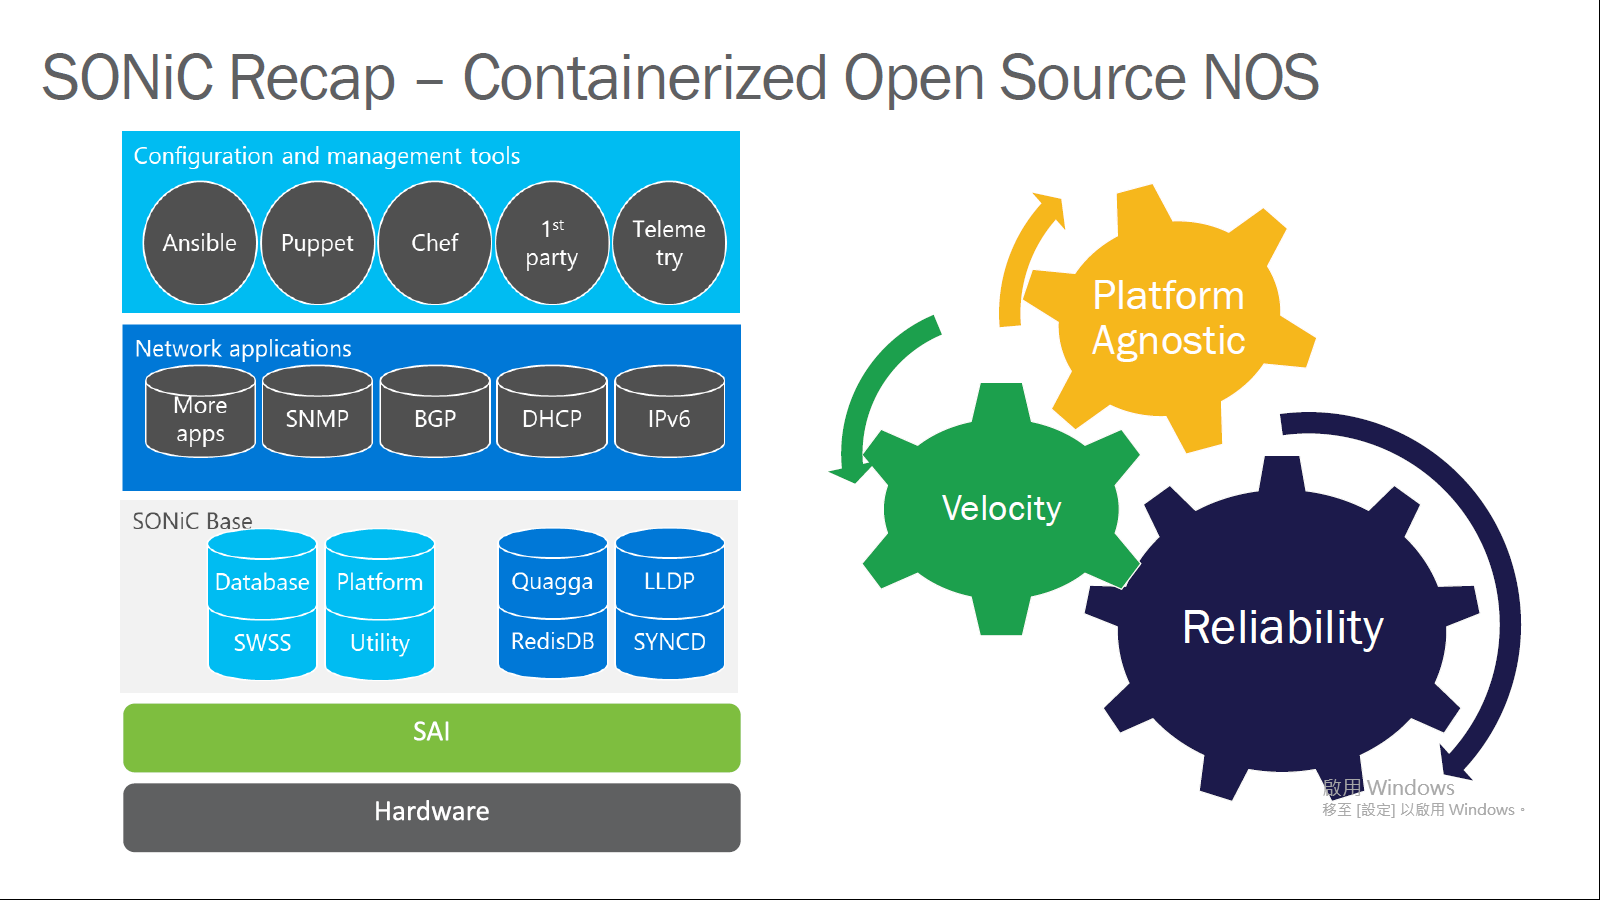 SONiC Recap – Containerized Open Source NOS
Configuration and management tools
Ansible
Puppet
Chef
1st
party
Teleme
try
Network applications
More
apps
SNMP
BGP
DHCP
IPv6
SONiC Base
Database
Platform
Quagga
LLDP
SWSS
Utility
RedisDB
SYNCD
SAI
Hardware
Platform
Agnostic
Velocity
Reliability
啟用 Windows
移至 [設定] 以啟用 Windows。